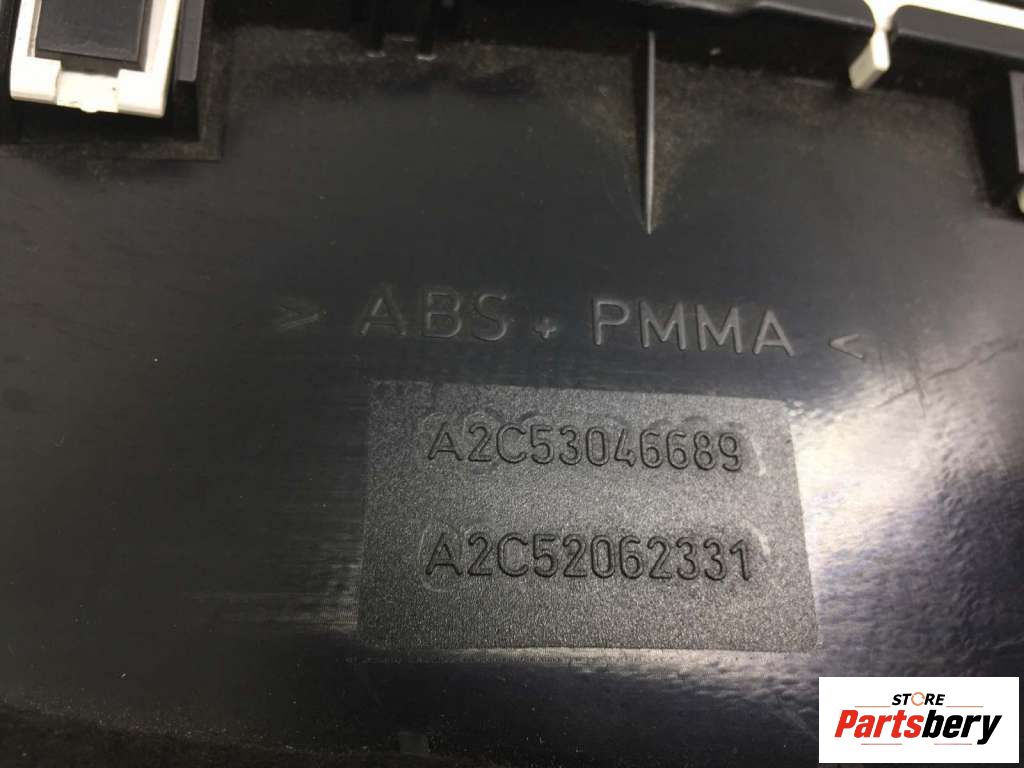 > ABS + PMMA <
A2C53046689
A2C52062331
STORE
Partsbery